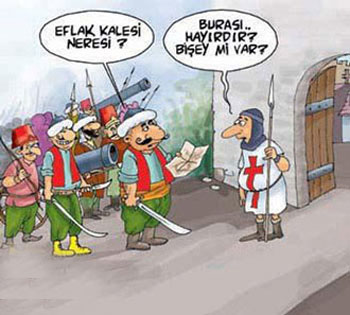 EFLAK KALESİ
NERESİ ?
BURASI..
HAYIRDIR?
BİŞEY Mİ VAR?